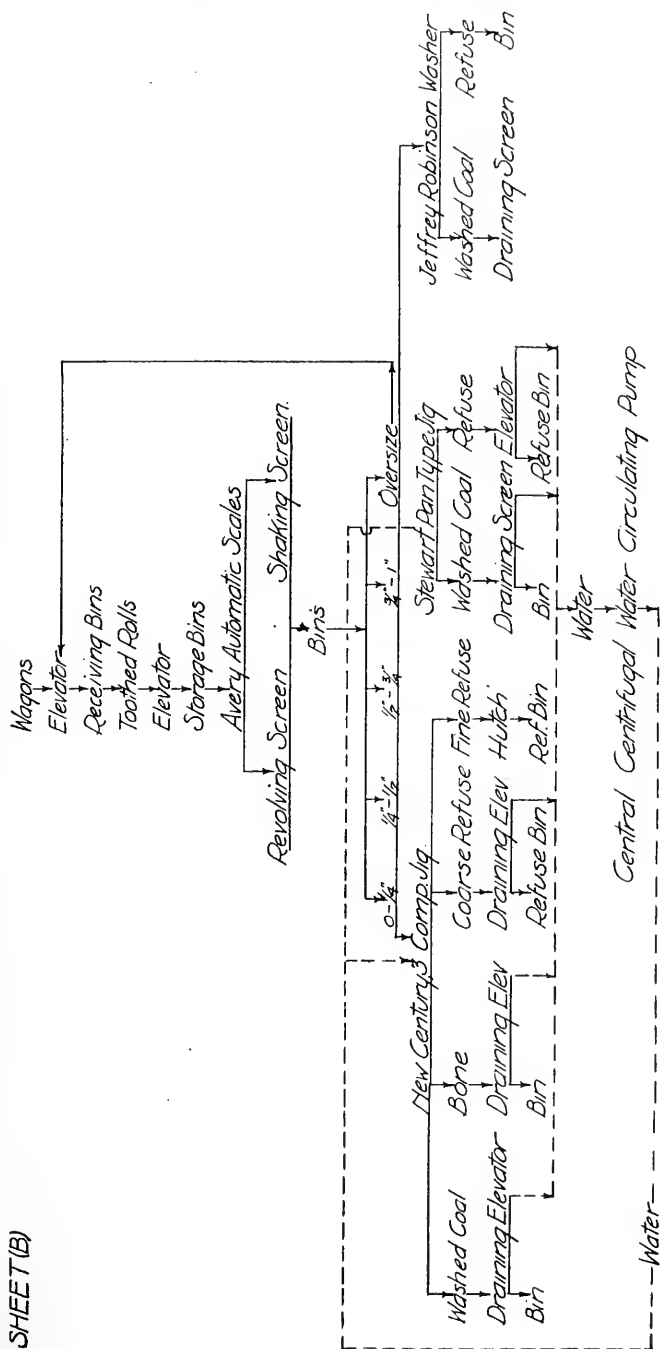 SHEET(B)
Wagons
Elevator
Receiving Bins
Toothed Rolls
Elevator
Storage Bins
Avery Automatic Scales
Revolving Screen Shaking Screen
Bins
0-1/4" 1/4"-1/2" 1/2"-3/4" 3/4"-1" Oversize
New Century,3 Comp.Jig Stewart Pan Type Jig Jeffrey Robinson Washer
Washed Coal Bone Coarse Refuse Fine Refuse Washed Coal Refuse Washed Coal Refuse
Draining Elevator Draining Elev Draining Elev Hutch Draining Screen Elevator Draining Screen Bin
Bin Bin Refuse Bin Ref. Bin Bin Refuse Bin
Water
Central Centrifugal Water Circulating Pump
Water